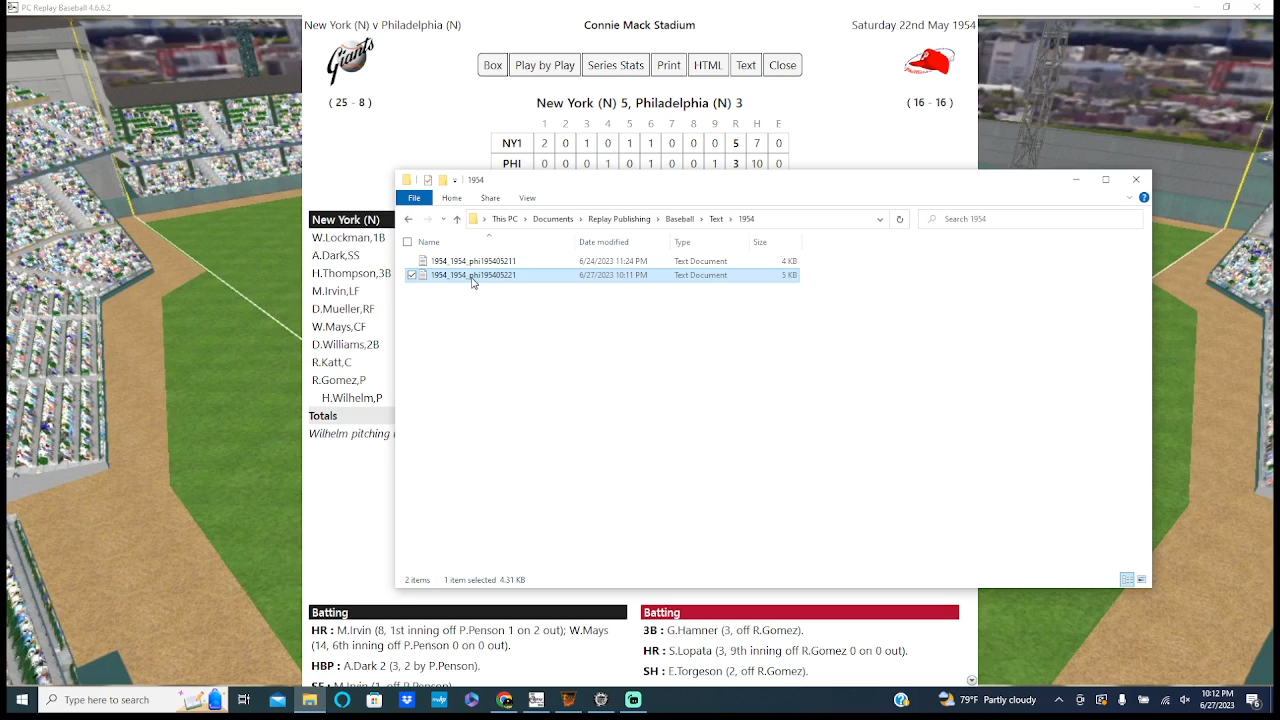 PC Replay Baseball 4.6.6.2
New York (N) v Philadelphia (N)
Connie Mack Stadium
Saturday 22nd May 1954
Giants
Box
Play by Play
Series Stats
Print
HTML
Text
Close
( 25 - 8 )
New York (N) 5, Philadelphia (N) 3
( 16 - 16 )
1 2 3 4 5 6 7 8 9 R H E
NY1 2 0 1 0 1 1 0 0 0 5 7 0
PHI 0 0 0 1 0 1 0 0 1 3 10 0
New York (N)
W.Lockman,1B
A.Dark,SS
H.Thompson,3B
M.Irvin,LF
D.Mueller,RF
W.Mays,CF
D.Williams,2B
R.Katt,C
R.Gomez,P
H.Wilhelm,P
Totals
Wilhelm pitching
1954
File
Home
Share
View
This PC > Documents > Replay Publishing > Baseball > Text > 1954
Search 1954
Name
Date modified
Type
Size
1954_1954_phi195405211 6/24/2023 11:24 PM Text Document 4 KB
1954_1954_phi195405221 6/27/2023 10:11 PM Text Document 5 KB
2 items
1 item selected 4.31 KB
Batting
HR : M.Irvin (8, 1st inning off P.Penson 1 on 2 out); W.Mays
(14, 6th inning off P.Penson 0 on 0 out).
HBP : A.Dark 2 (3, 2 by P.Penson).
Batting
3B : G.Hamner (3, off R.Gomez).
HR : S.Lopata (3, 9th inning off R.Gomez 0 on 0 out).
SH : E.Torgeson (2, off R.Gomez).
Type here to search
79°F Partly cloudy
10:12 PM
6/27/2023
6